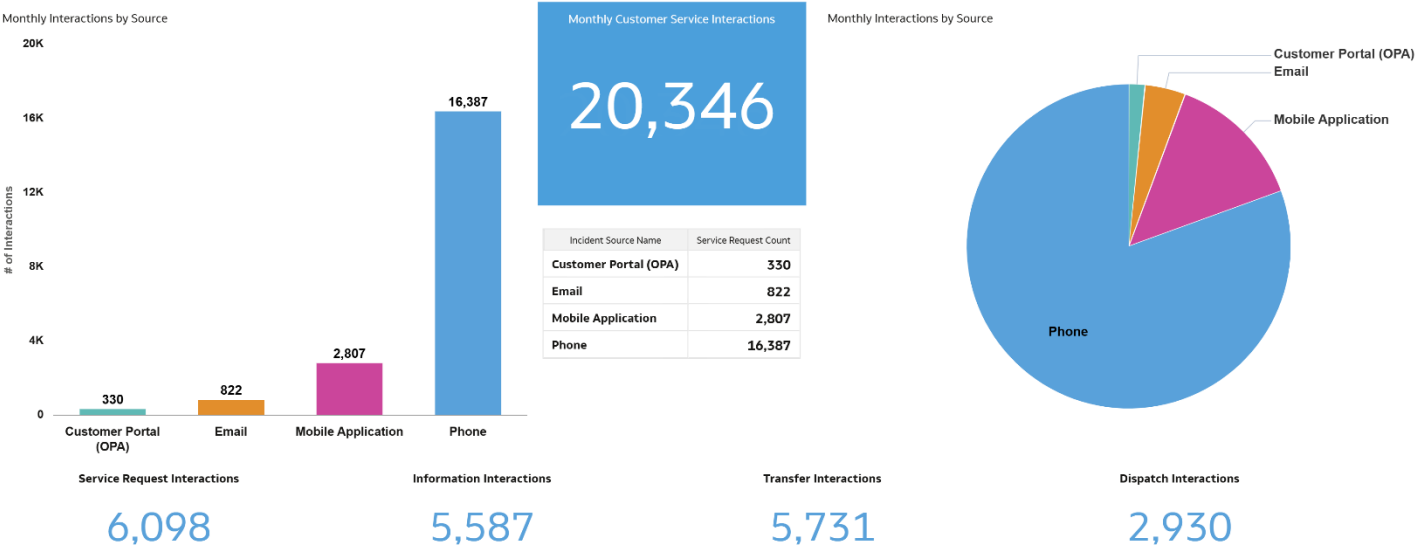 Monthly Interactions by Source
20K
16K
12K
8K
4K
0
# of Interactions
330
822
2,807
16,387
Customer Portal (OPA)
Email
Mobile Application
Phone
Monthly Customer Service Interactions
20,346
Incident Source Name Service Request Count
Customer Portal (OPA) 330
Email 822
Mobile Application 2,807
Phone 16,387
Monthly Interactions by Source
Customer Portal (OPA)
Email
Mobile Application
Phone
Service Request Interactions
6,098
Information Interactions
5,587
Transfer Interactions
5,731
Dispatch Interactions
2,930